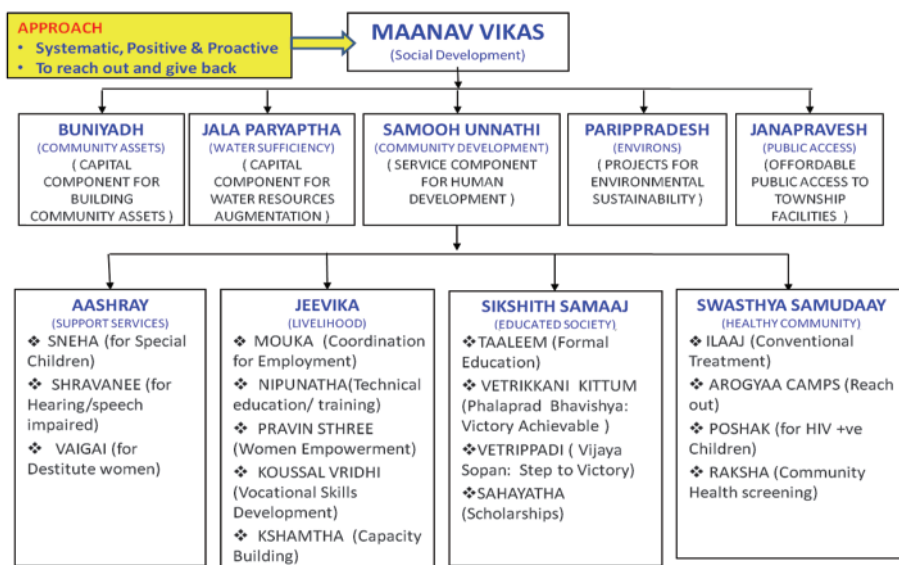 APPROACH
• Systematic, Positive & Proactive
• To reach out and give back
MAANAV VIKAS
(Social Development)
BUNIYADH
(COMMUNITY ASSETS)
( CAPITAL
COMPONENT FOR
BUILDING
COMMUNITY ASSETS )
JALA PARYAPTHA
(WATER SUFFICIENCY)
( CAPITAL
COMPONENT FOR
WATER RESOURCES
AUGMENTATION )
SAMOOH UNNATHI
(COMMUNITY DEVELOPMENT)
( SERVICE COMPONENT
FOR HUMAN
DEVELOPMENT )
PARIPPRADESH
(ENVIRONS)
( PROJECTS FOR
ENVIRONMENTAL
SUSTAINABILITY )
JANAPRAVESH
(PUBLIC ACCESS)
(OFFORDABLE
PUBLIC ACCESS TO
TOWNSHIP
FACILITIES )
AASHRAY
(SUPPORT SERVICES)
❖ SNEHA (for Special
Children)
❖ SHRAVANEE (for
Hearing/speech
impaired)
❖ VAIGAI (for
Destitute women)
JEEVIKA
(LIVELIHOOD)
❖ MOUKA (Coordination
for Employment)
❖ NIPUNATHA(Technical
education/ training)
❖ PRAVIN STHREE
(Women Empowerment)
❖ KOUSSAL VRIDHI
(Vocational Skills
Development)
❖ KSHAMTHA (Capacity
Building)
SIKSHITH SAMAAJ
(EDUCATED SOCIETY)
❖TAALEEM (Formal
Education)
❖ VETRIKKANI KITTUM
(Phalaprad Bhavishya:
Victory Achievable )
❖VETRIPPADI ( Vijaya
Sopan: Step to Victory)
❖SAHAYATHA
(Scholarships)
SWASTHYA SAMUDAAY
(HEALTHY COMMUNITY)
❖ILAAJ (Conventional
Treatment)
❖ AROGYAA CAMPS (Reach
out)
❖ POSHAK (for HIV +ve
Children)
❖ RAKSHA (Community
Health screening)